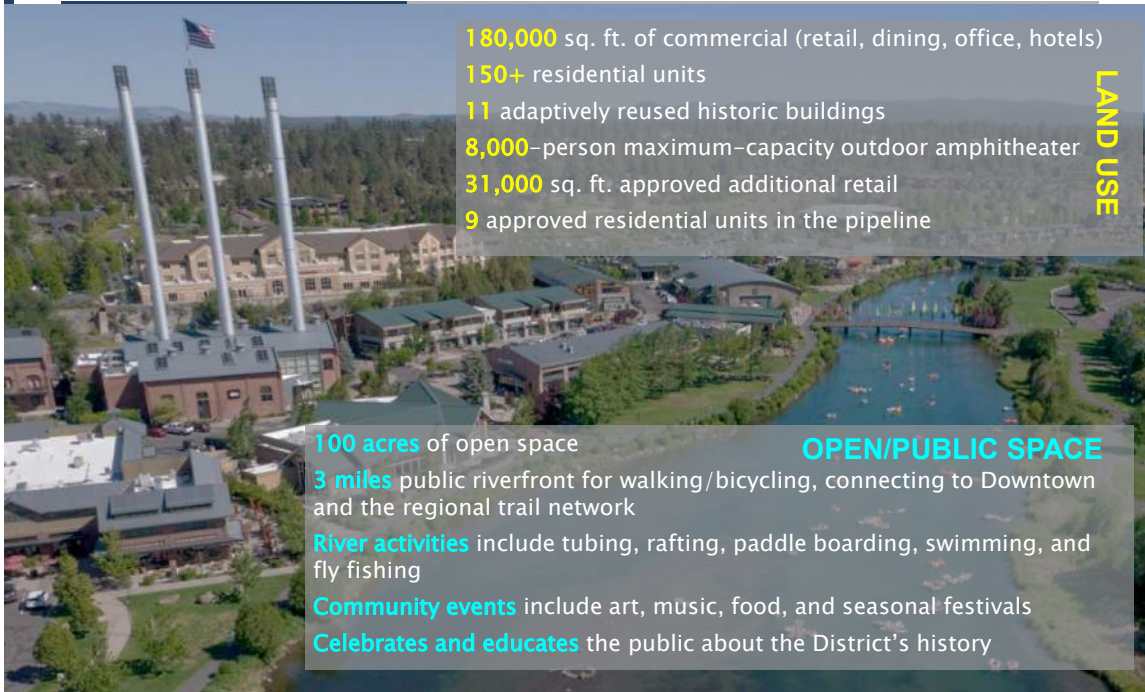 180,000 sq. ft. of commercial (retail, dining, office, hotels)
150+ residential units
11 adaptively reused historic buildings
8,000-person maximum-capacity outdoor amphitheater
31,000 sq. ft. approved additional retail
9 approved residential units in the pipeline
LAND USE
OPEN/PUBLIC SPACE
100 acres of open space
3 miles public riverfront for walking/bicycling, connecting to Downtown
and the regional trail network
River activities include tubing, rafting, paddle boarding, swimming, and
fly fishing
Community events include art, music, food, and seasonal festivals
Celebrates and educates the public about the District's history